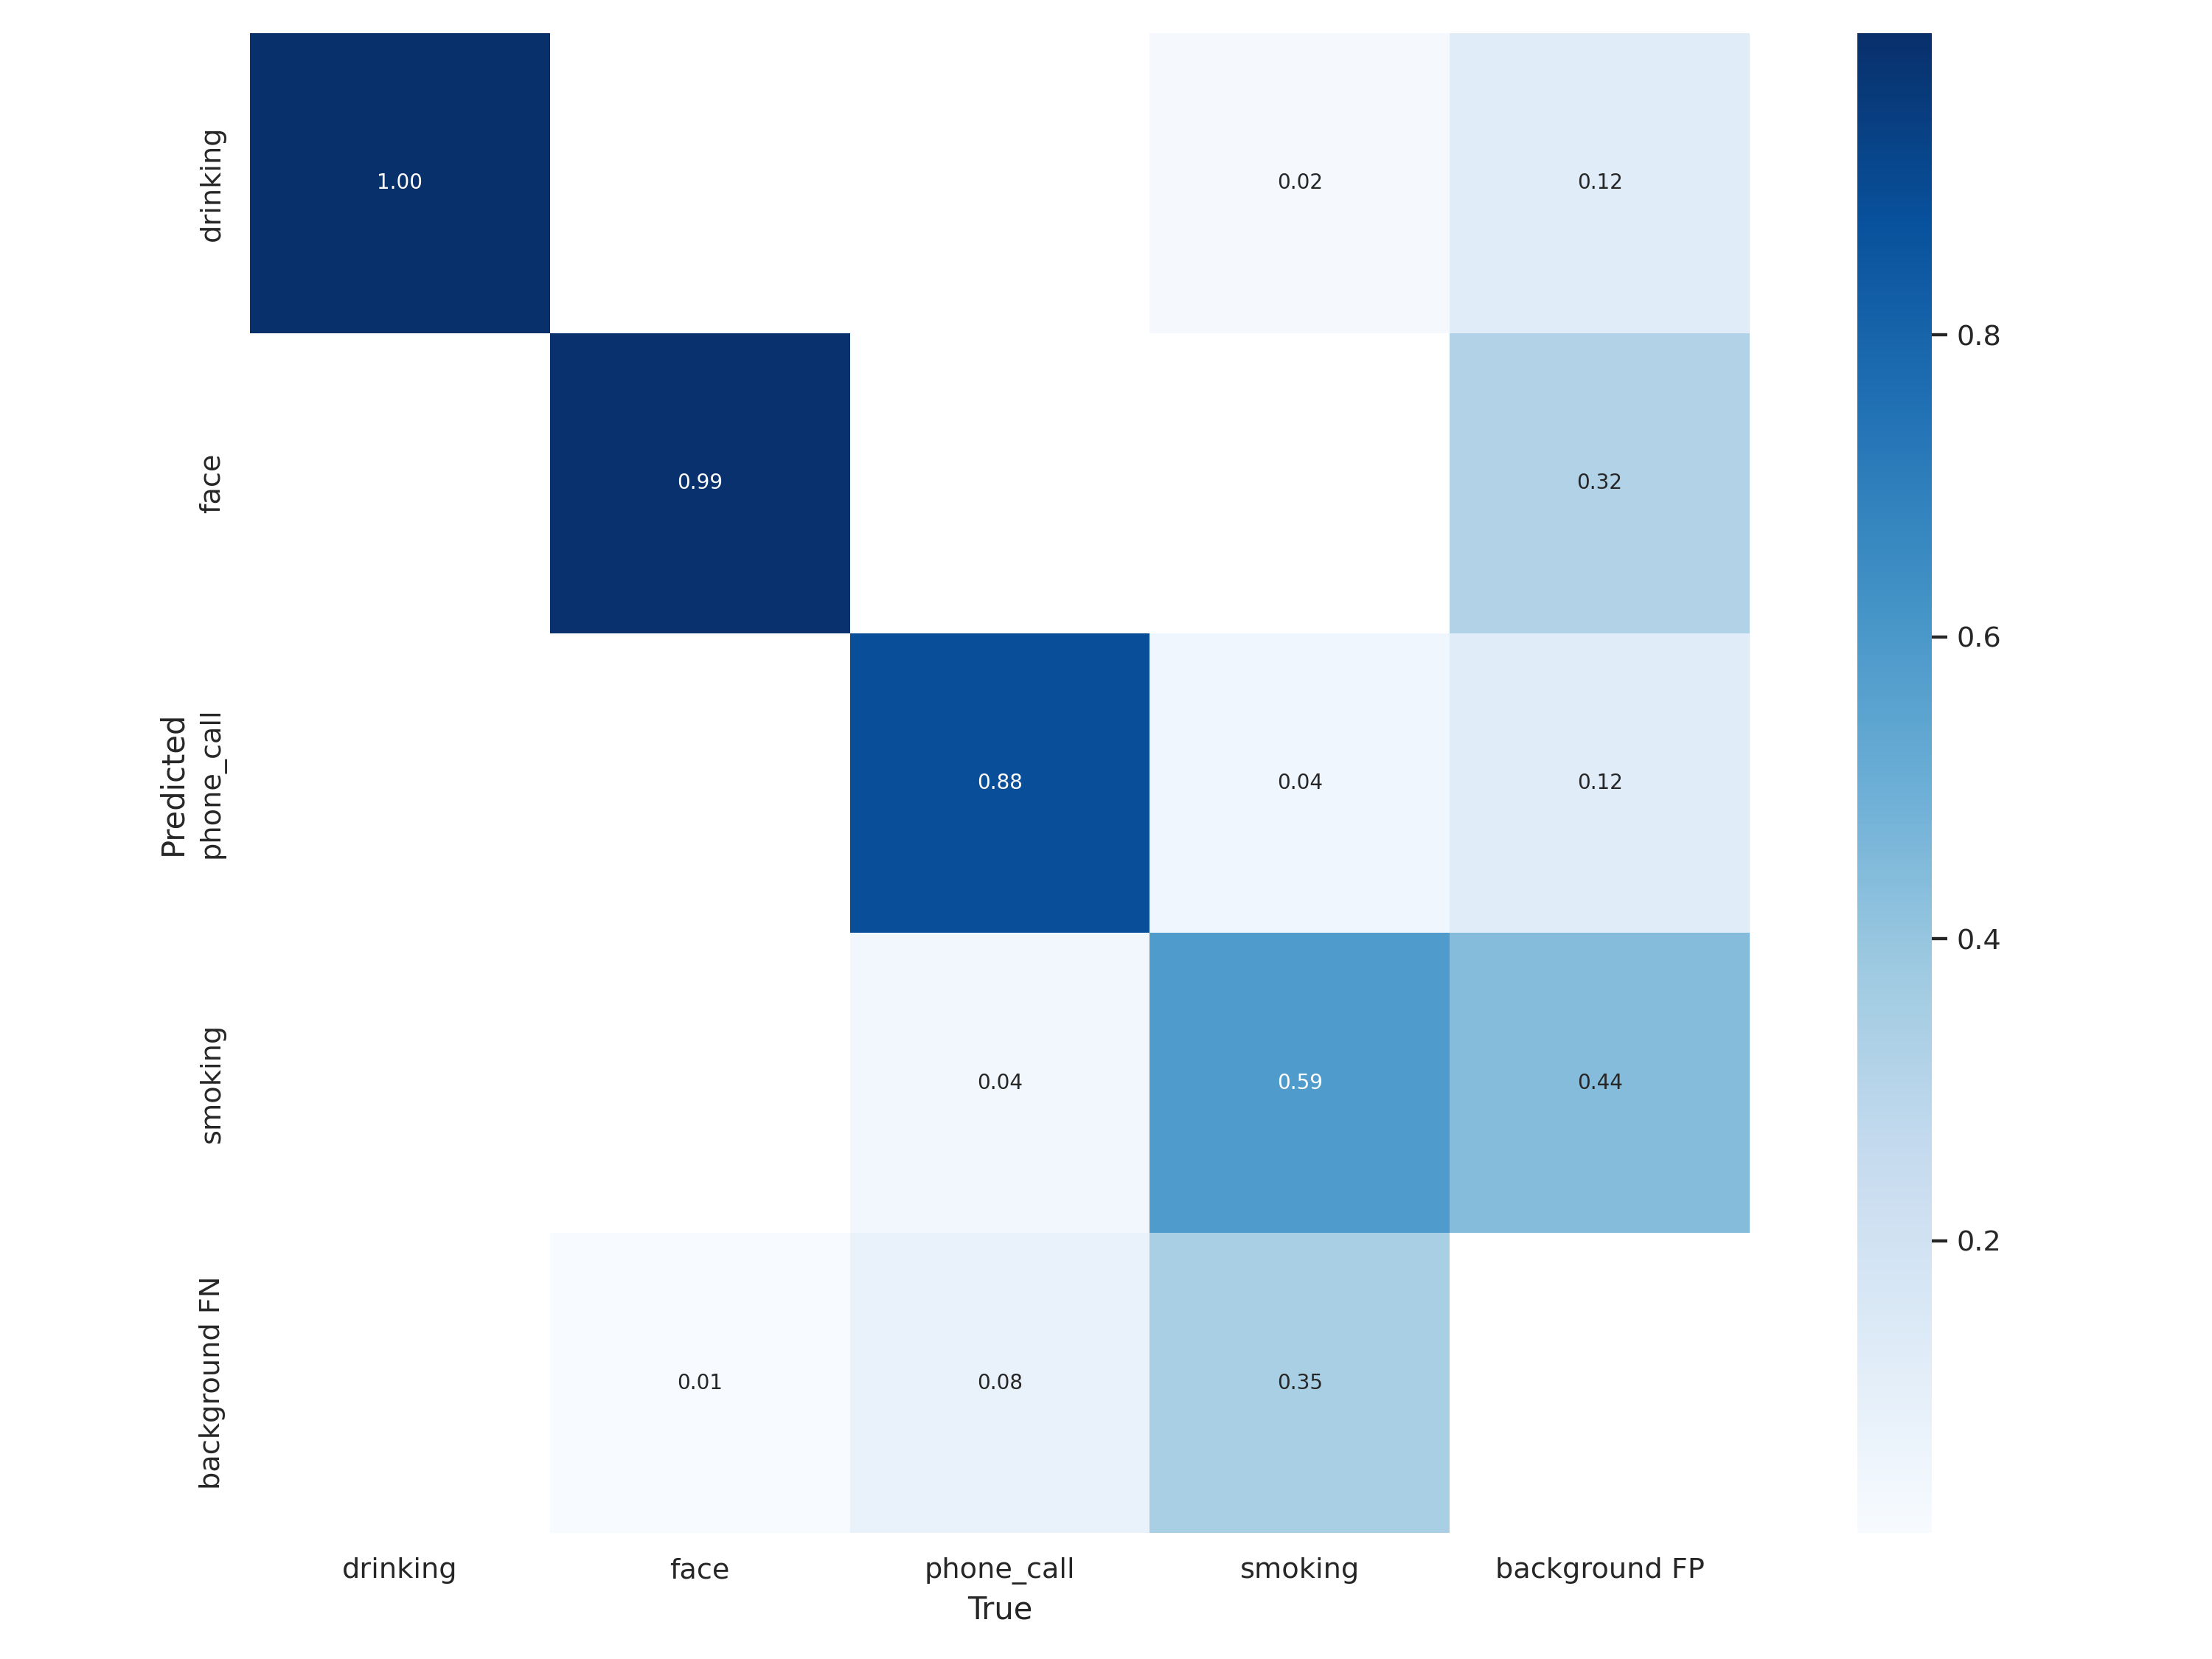 drinking
1.00
0.02
0.12
face
0.99
0.32
Predicted
phone_call
0.88
0.04
0.12
smoking
0.04
0.59
0.44
background FN
0.01
0.08
0.35
drinking
face
phone_call
smoking
background FP
True
0.8
0.6
0.4
0.2